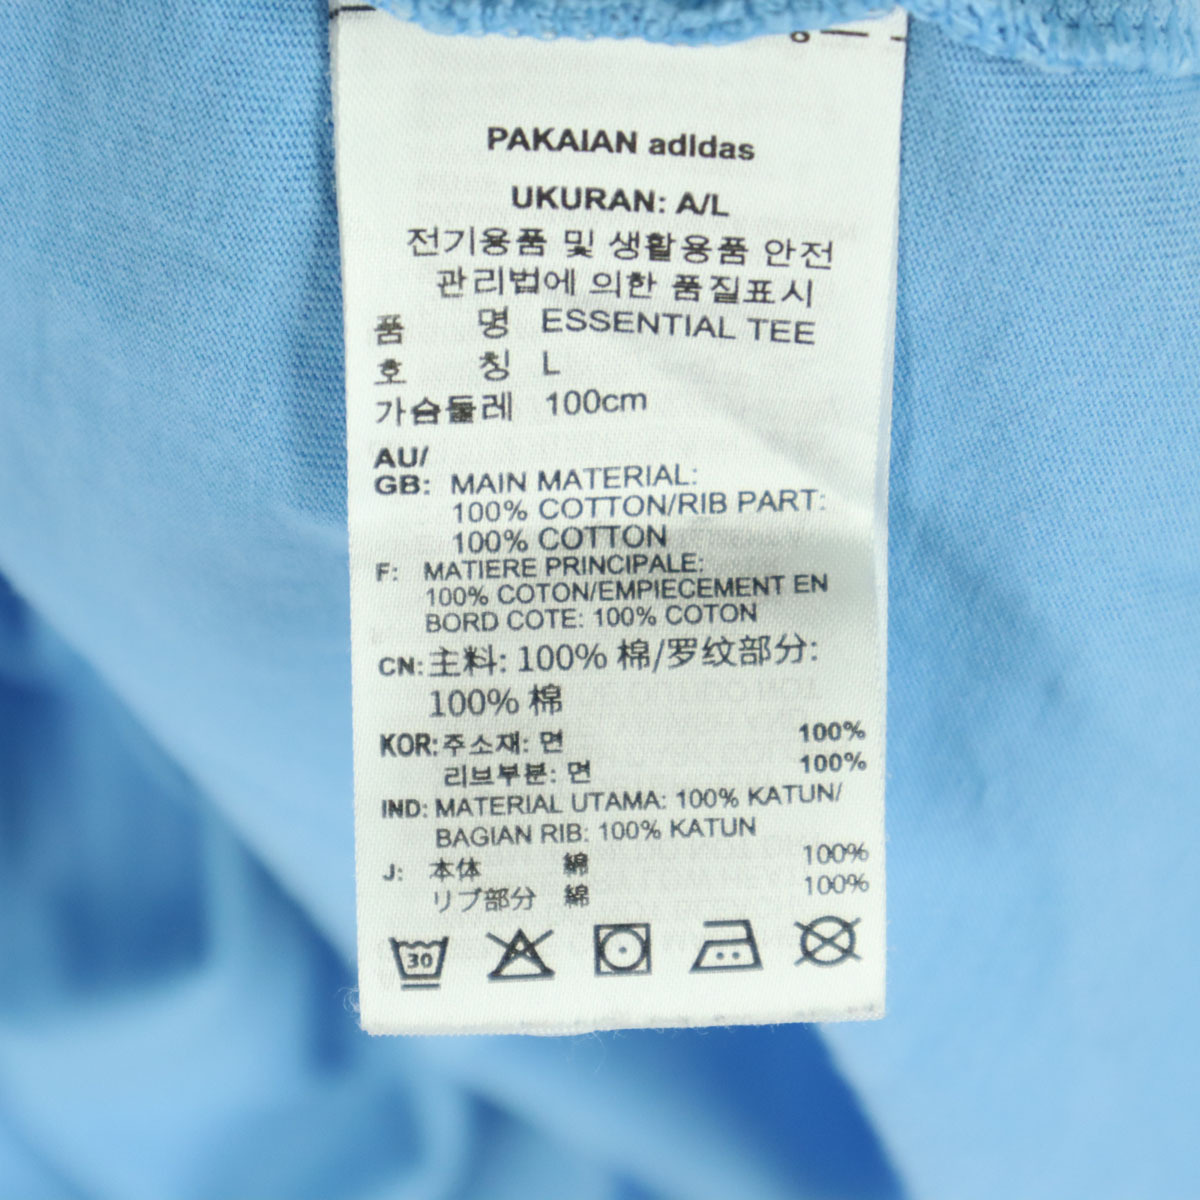 PAKAIAN adidas
UKURAN: A/L
전기용품 및 생활용품 안전
관리법에 의한 품질표시
품 명 ESSENTIAL TEE
호 칭 L
가슴둘레 100cm
AU/
GB: MAIN MATERIAL:
100% COTTON/RIB PART:
100% COTTON
F: MATIERE PRINCIPALE:
100% COTON/EMPIECEMENT EN
BORD COTE: 100% COTON
CN: 主料: 100% 棉/罗纹部分:
100% 棉
KOR: 주소재: 면 100%
리브부분: 면 100%
IND: MATERIAL UTAMA: 100% KATUN/
BAGIAN RIB: 100% KATUN
J: 本体 綿 100%
リブ部分 綿 100%
30